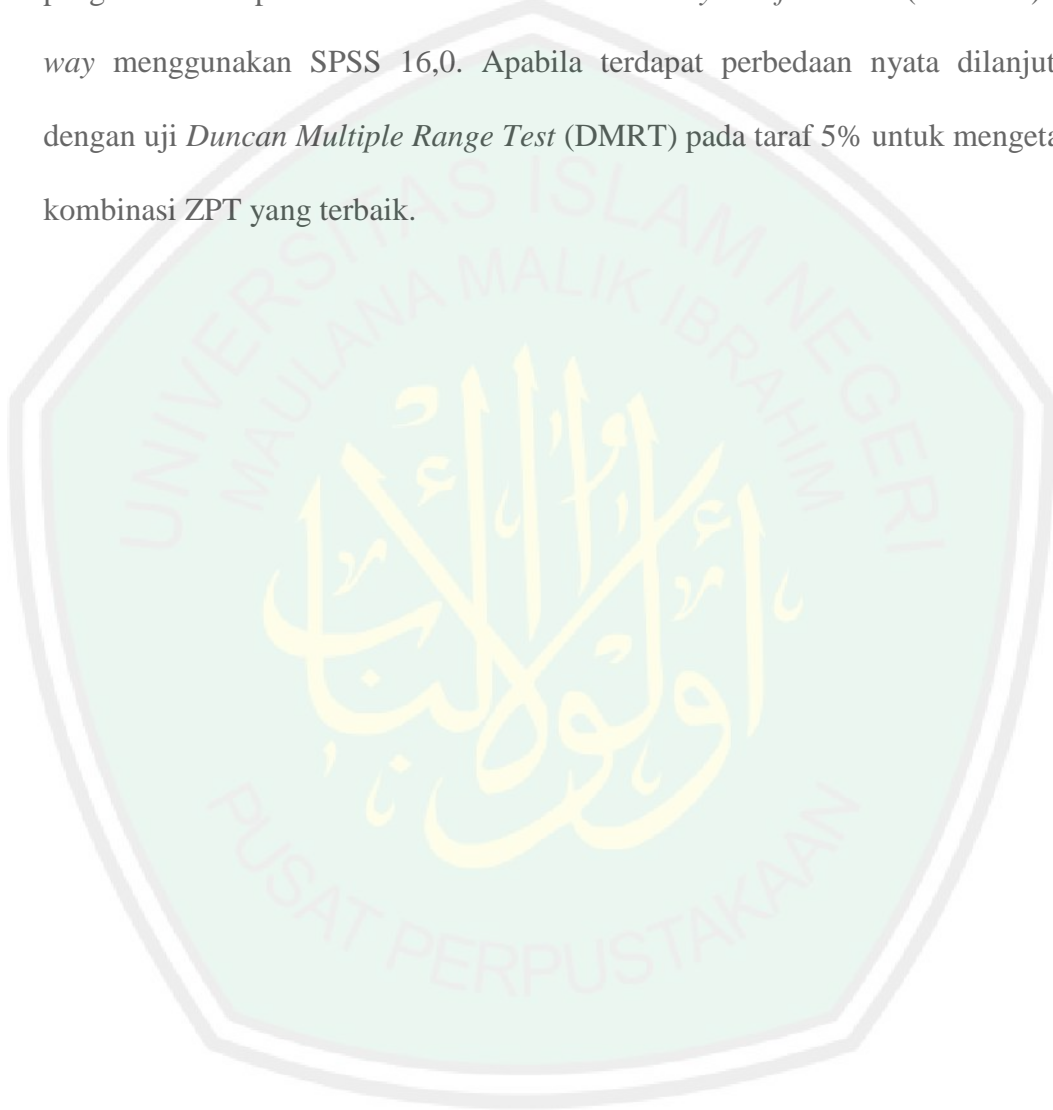 way menggunakan SPSS 16,0. Apabila terdapat perbedaan nyata dilanjut
dengan uji Duncan Multiple Range Test (DMRT) pada taraf 5% untuk mengeta
kombinasi ZPT yang terbaik.
UNIVERSITAS ISLAM NEGERI
MAULANA MALIK IBRAHIM
PUSAT PERPUSTAKAAN